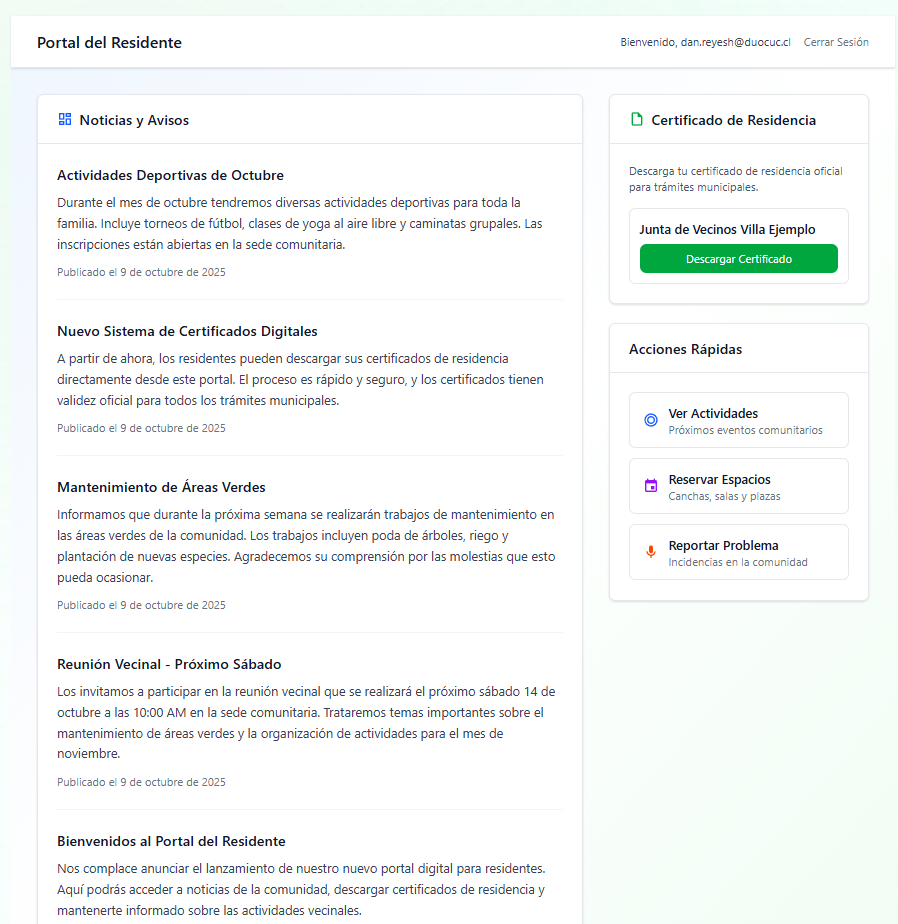 Portal del Residente
Bienvenido, dan.reyesh@duocuc.cl
Cerrar Sesión
Noticias y Avisos
Actividades Deportivas de Octubre
Durante el mes de octubre tendremos diversas actividades deportivas para toda la
familia. Incluye torneos de fútbol, clases de yoga al aire libre y caminatas grupales. Las
inscripciones están abiertas en la sede comunitaria.
Publicado el 9 de octubre de 2025
Nuevo Sistema de Certificados Digitales
A partir de ahora, los residentes pueden descargar sus certificados de residencia
directamente desde este portal. El proceso es rápido y seguro, y los certificados tienen
validez oficial para todos los trámites municipales.
Publicado el 9 de octubre de 2025
Mantenimiento de Áreas Verdes
Informamos que durante la próxima semana se realizarán trabajos de mantenimiento en
las áreas verdes de la comunidad. Los trabajos incluyen poda de árboles, riego y
plantación de nuevas especies. Agradecemos su comprensión por las molestias que esto
pueda ocasionar.
Publicado el 9 de octubre de 2025
Reunión Vecinal - Próximo Sábado
Los invitamos a participar en la reunión vecinal que se realizará el próximo sábado 14 de
octubre a las 10:00 AM en la sede comunitaria. Trataremos temas importantes sobre el
mantenimiento de áreas verdes y la organización de actividades para el mes de
noviembre.
Publicado el 9 de octubre de 2025
Bienvenidos al Portal del Residente
Nos complace anunciar el lanzamiento de nuestro nuevo portal digital para residentes.
Aquí podrás acceder a noticias de la comunidad, descargar certificados de residencia y
mantenerte informado sobre las actividades vecinales.
Certificado de Residencia
Descarga tu certificado de residencia oficial
para trámites municipales.
Junta de Vecinos Villa Ejemplo
Descargar Certificado
Acciones Rápidas
Ver Actividades
Próximos eventos comunitarios
Reservar Espacios
Canchas, salas y plazas
Reportar Problema
Incidencias en la comunidad